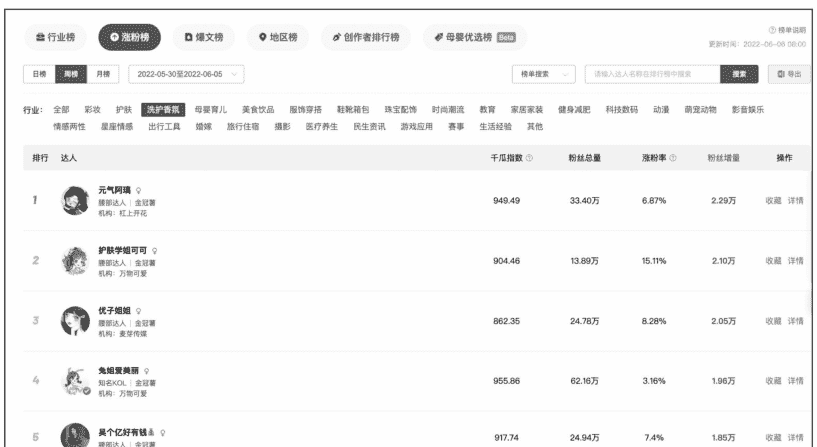 行业榜 涨粉榜 爆文榜 地区榜 创作者排行榜 母婴优选榜 Beta
榜单说明
更新时间：2022-06-06 08:00
日榜 周榜 月榜 2022-05-30至2022-06-05 榜单搜索 请输入达人名称在排行榜中搜索 搜索 导出
行业： 全部 彩妆 护肤 洗护香氛 母婴育儿 美食饮品 服饰穿搭 鞋靴箱包 珠宝配饰 时尚潮流 教育 家居家装 健身减肥 科技数码 动漫 萌宠动物 影音娱乐
情感两性 星座情感 出行工具 婚嫁 旅行住宿 摄影 医疗养生 民生资讯 游戏应用 赛事 生活经验 其他
排行 达人 千瓜指数 粉丝总量 涨粉率 粉丝增量 操作
元气阿璃
1 腰部达人 | 金冠薯 949.49 33.40万 6.87% 2.29万 收藏 详情
机构：杠上开花
护肤学姐可可
2 腰部达人 | 金冠薯 904.46 13.89万 15.11% 2.10万 收藏 详情
机构：万物可爱
优子姐姐
3 腰部达人 | 金冠薯 862.35 24.78万 8.28% 2.05万 收藏 详情
机构：麦芽传媒
兔姐爱美丽
4 知名KOL | 金冠薯 955.86 62.16万 3.16% 1.96万 收藏 详情
机构：万物可爱
吴个亿好有钱
5 腰部达人 | 金冠薯 917.74 24.94万 7.4% 1.85万 收藏 详情